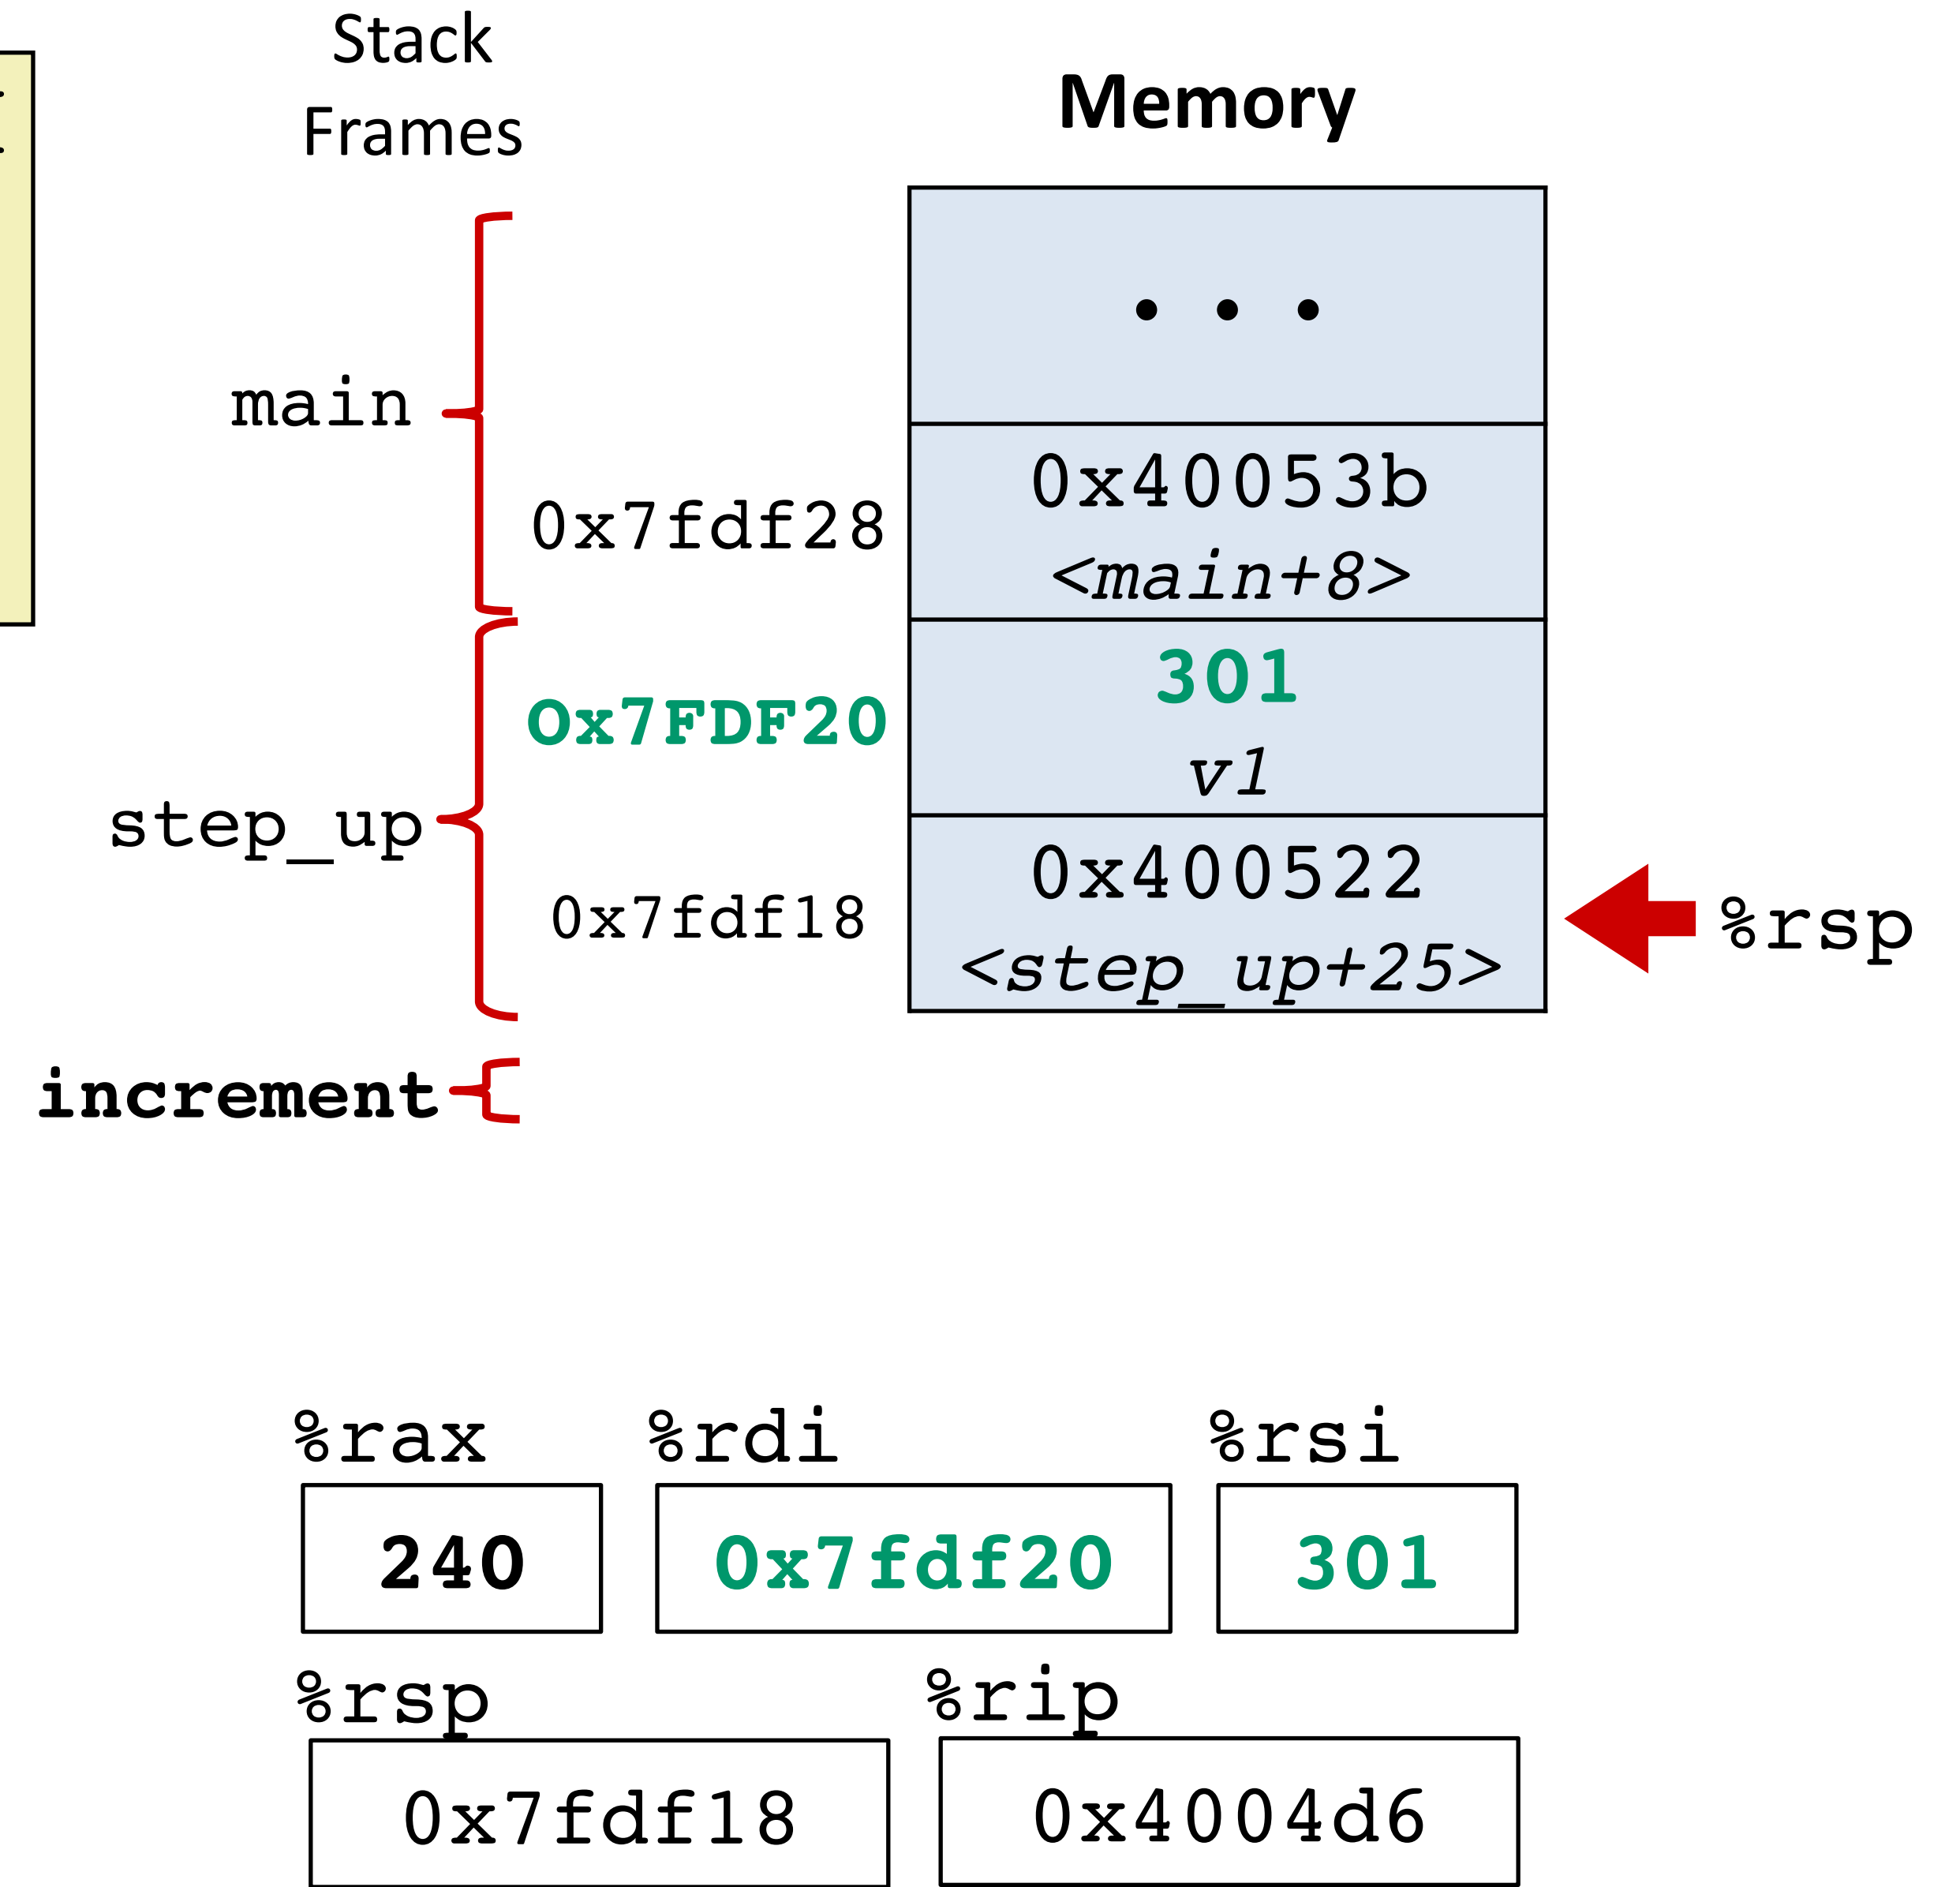 Stack
Frames
Memory
. . .
main
0x7fdf28
0x40053b
<main+8>
0x7FDF20
301
v1
step_up
0x7fdf18
0x400522
<step_up+25>
%rsp
increment
%rax
%rdi
%rsi
240
0x7fdf20
301
%rsp
%rip
0x7fdf18
0x4004d6